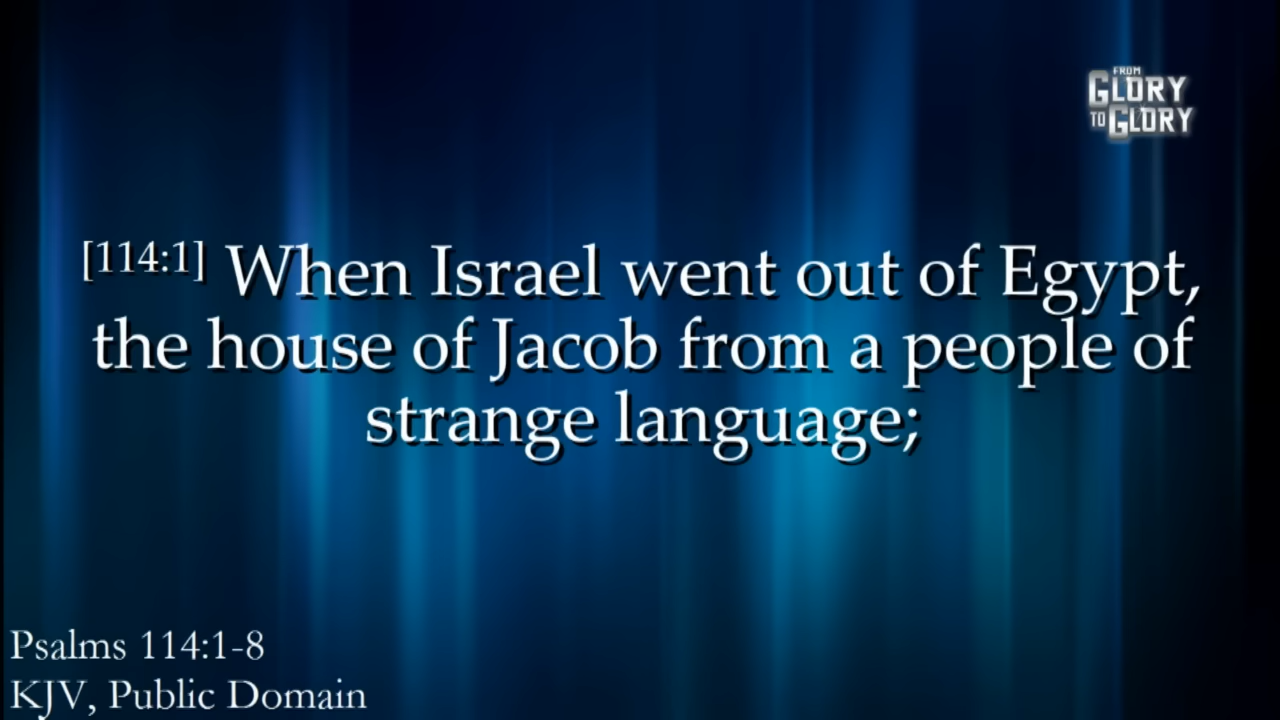 FROM
GLORY
TO GLORY
[114:1] When Israel went out of Egypt,
the house of Jacob from a people of
strange language;
Psalms 114:1-8
KJV, Public Domain